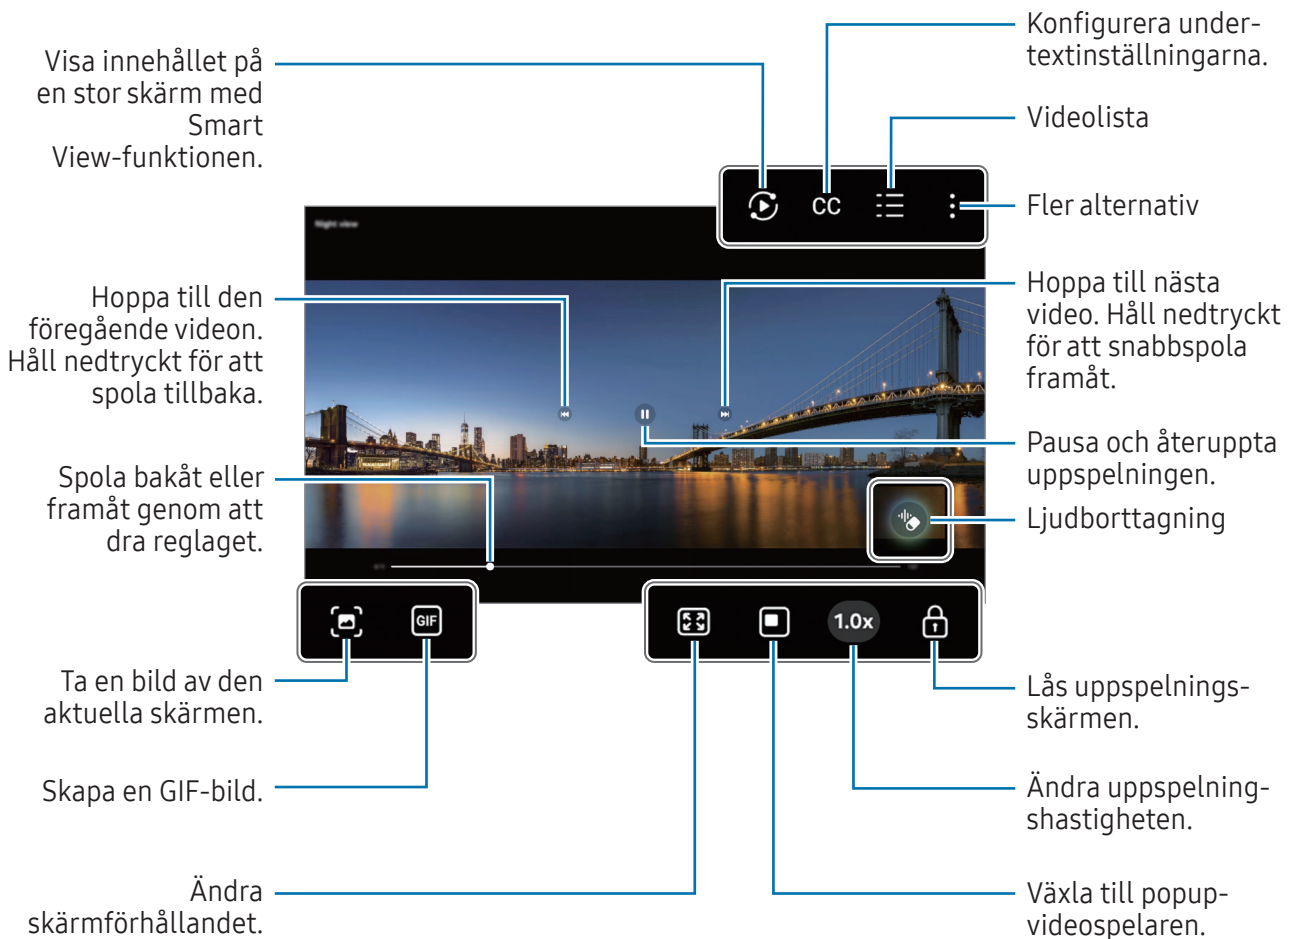 Visa innehållet på
en stor skärm med
Smart
View-funktionen.
Konfigurera under-
textinställningarna.
Videolista
Fler alternativ
CC
Night view
Hoppa till den
föregående videon.
Håll nedtryckt för att
spola tillbaka.
Hoppa till nästa
video. Håll nedtryckt
för att snabbspola
framåt.
Pausa och återuppta
uppspelningen.
Ljudborttagning
Spola bakåt eller
framåt genom att
dra reglaget.
GIF
1.0x
Ta en bild av den
aktuella skärmen.
Skapa en GIF-bild.
Ändra
skärmförhållandet.
Lås uppspelnings-
skärmen.
Ändra uppspelning-
shastigheten.
Växla till popup-
videospelaren.